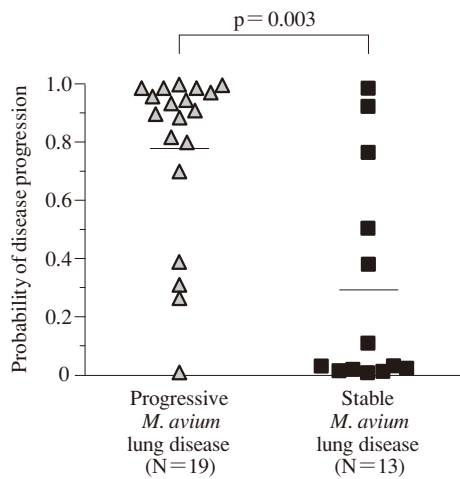 p＝0.003
Probability of disease progression
1.0
0.8
0.6
0.4
0.2
0
Progressive
M. avium
lung disease
(N＝19)
Stable
M. avium
lung disease
(N＝13)